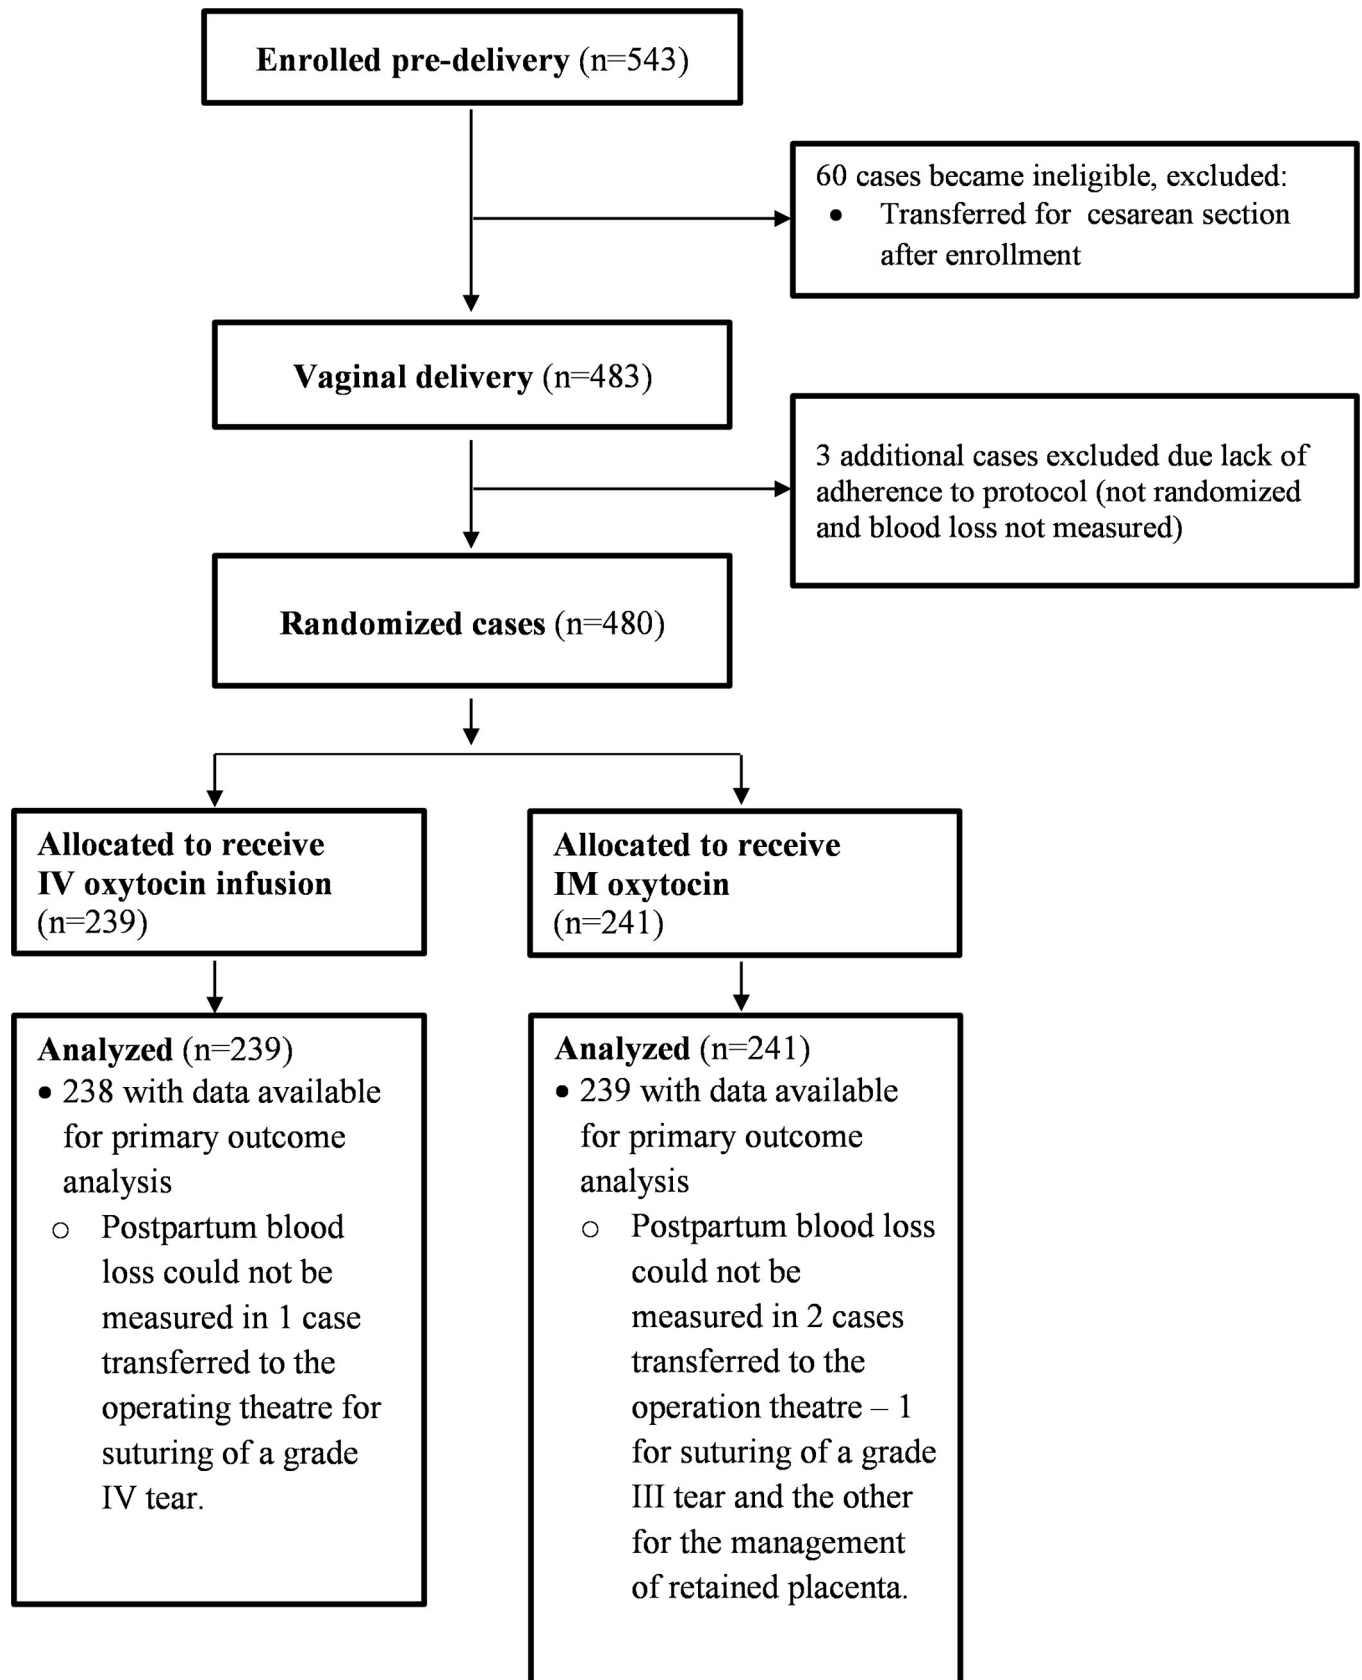 Enrolled pre-delivery (n=543)
60 cases became ineligible, excluded:
• Transferred for cesarean section
after enrollment
Vaginal delivery (n=483)
3 additional cases excluded due lack of
adherence to protocol (not randomized
and blood loss not measured)
Randomized cases (n=480)
Allocated to receive
IV oxytocin infusion
(n=239)
Allocated to receive
IM oxytocin
(n=241)
Analyzed (n=239)
• 238 with data available
for primary outcome
analysis
○ Postpartum blood
loss could not be
measured in 1 case
transferred to the
operating theatre for
suturing of a grade
IV tear.
Analyzed (n=241)
• 239 with data available
for primary outcome
analysis
○ Postpartum blood loss
could not be
measured in 2 cases
transferred to the
operation theatre – 1
for suturing of a grade
III tear and the other
for the management
of retained placenta.